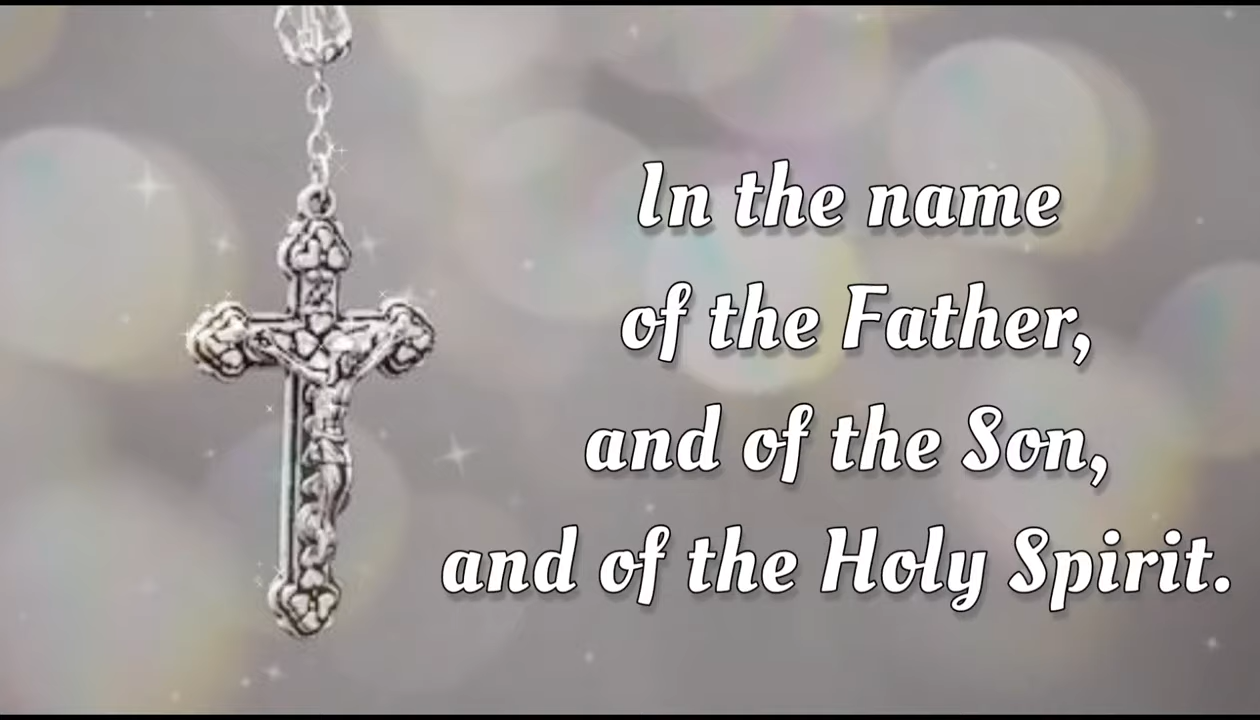 In the name
of the Father,
and of the Son,
and of the Holy Spirit.